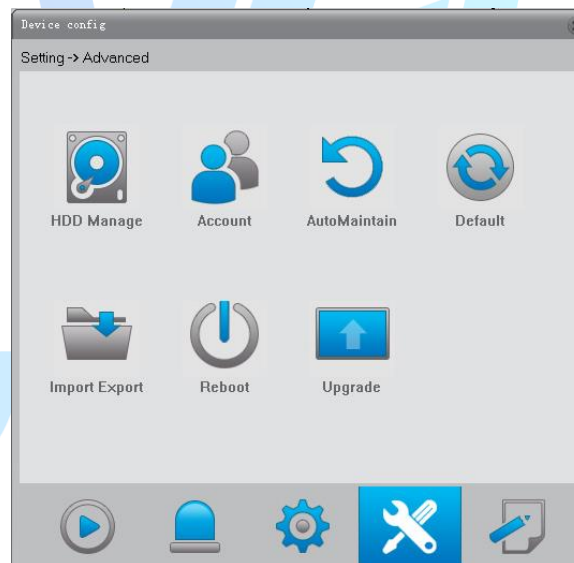 Device config
Setting -> Advanced
HDD Manage
Account
AutoMaintain
Default
Import Export
Reboot
Upgrade